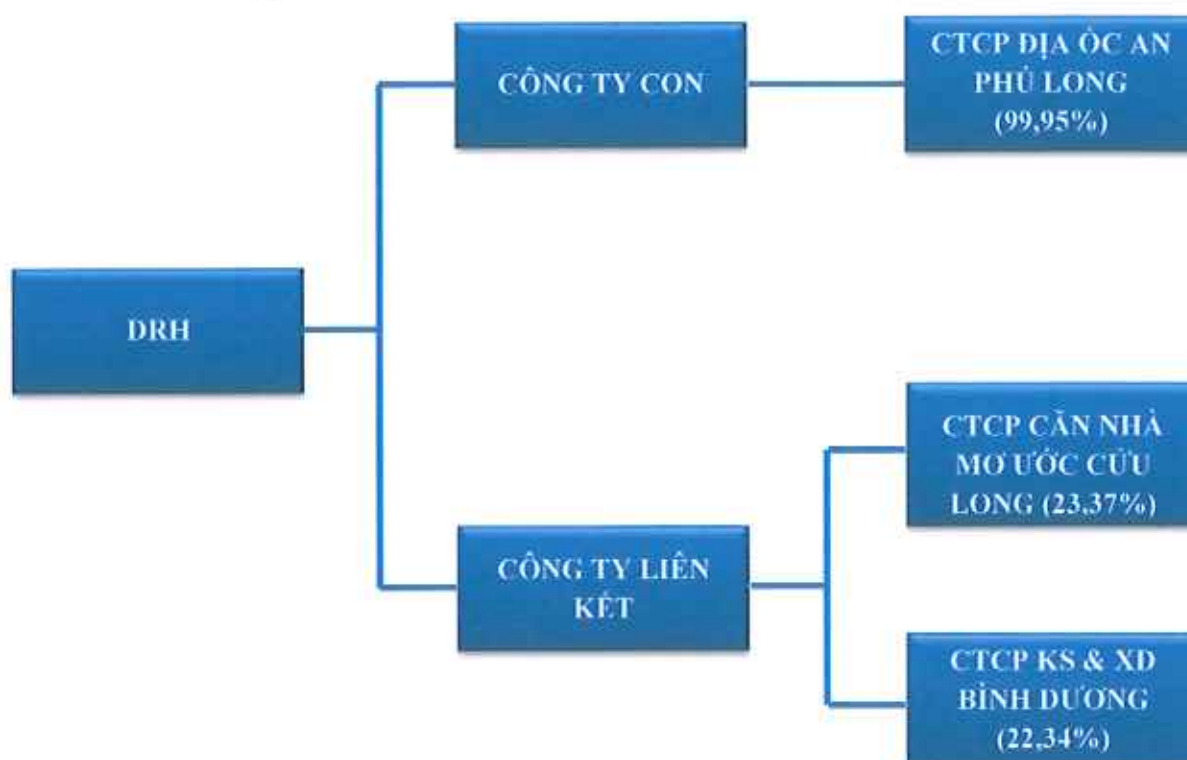 CÔNG TY CON
CTCP ĐỊA ỐC AN
PHÚ LONG
(99,95%)
DRH
CTCP CĂN NHÀ
MƠ ƯỚC CỬU
LONG (23,37%)
CÔNG TY LIÊN
KẾT
CTCP KS & XD
BÌNH DƯƠNG
(22,34%)